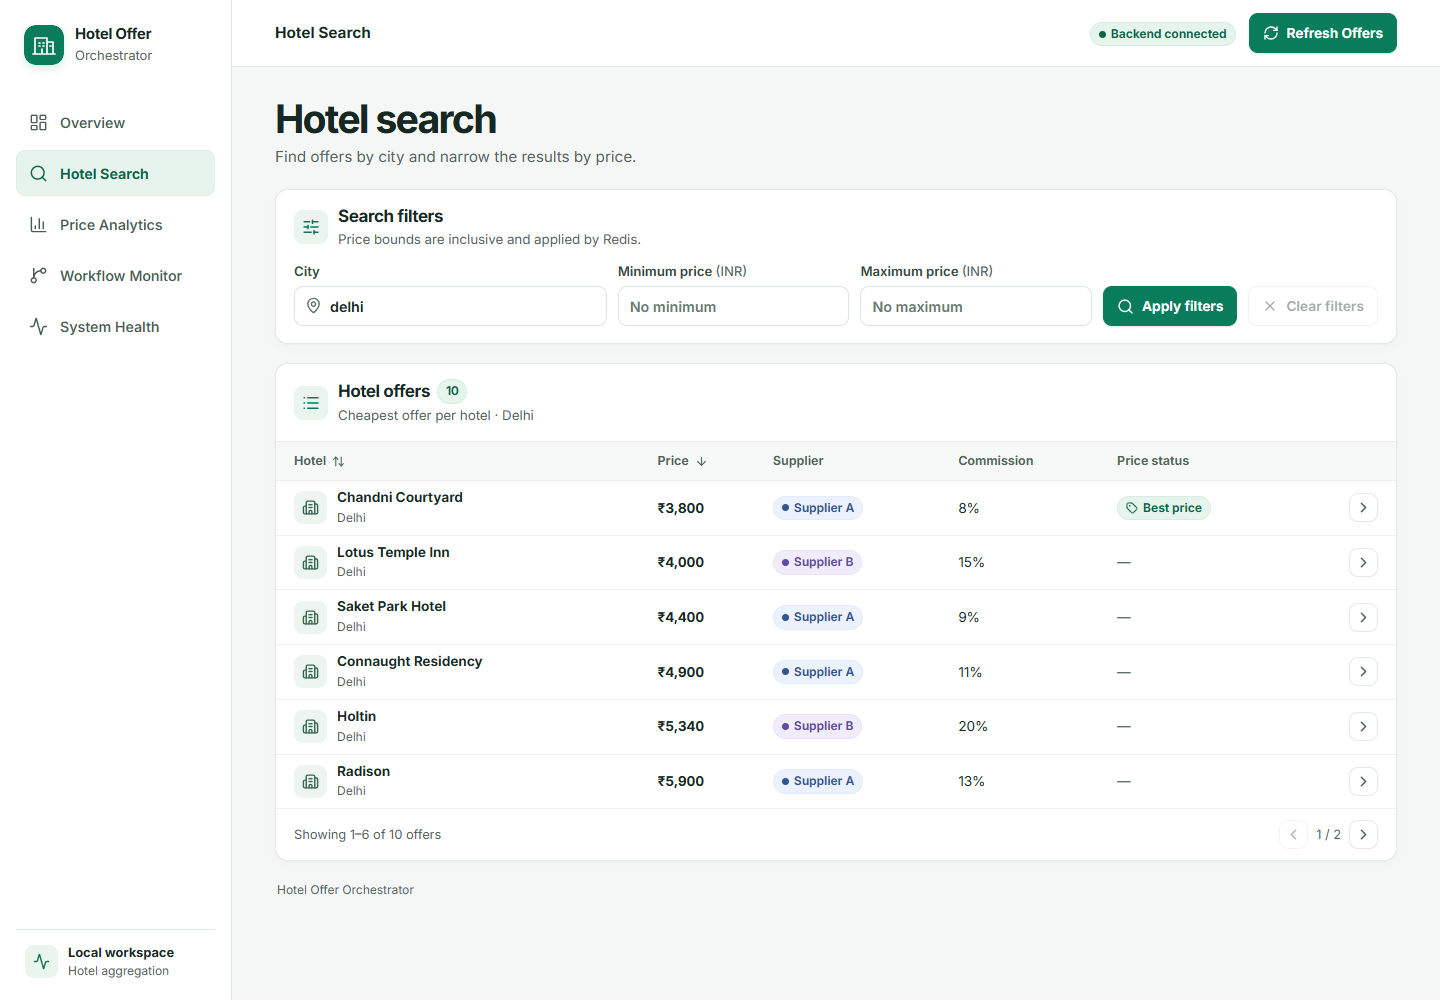 Hotel Offer
Orchestrator
Overview
Hotel Search
Price Analytics
Workflow Monitor
System Health
Local workspace
Hotel aggregation
Hotel Search
Backend connected
Refresh Offers
Hotel search
Find offers by city and narrow the results by price.
Search filters
Price bounds are inclusive and applied by Redis.
City
Minimum price (INR)
Maximum price (INR)
delhi
No minimum
No maximum
Apply filters
Clear filters
Hotel offers 10
Cheapest offer per hotel · Delhi
Hotel Price Supplier Commission Price status
Chandni Courtyard
Delhi
₹3,800 Supplier A 8% Best price
Lotus Temple Inn
Delhi
₹4,000 Supplier B 15% —
Saket Park Hotel
Delhi
₹4,400 Supplier A 9% —
Connaught Residency
Delhi
₹4,900 Supplier A 11% —
Holtin
Delhi
₹5,340 Supplier B 20% —
Radison
Delhi
₹5,900 Supplier A 13% —
Showing 1–6 of 10 offers
1 / 2
Hotel Offer Orchestrator